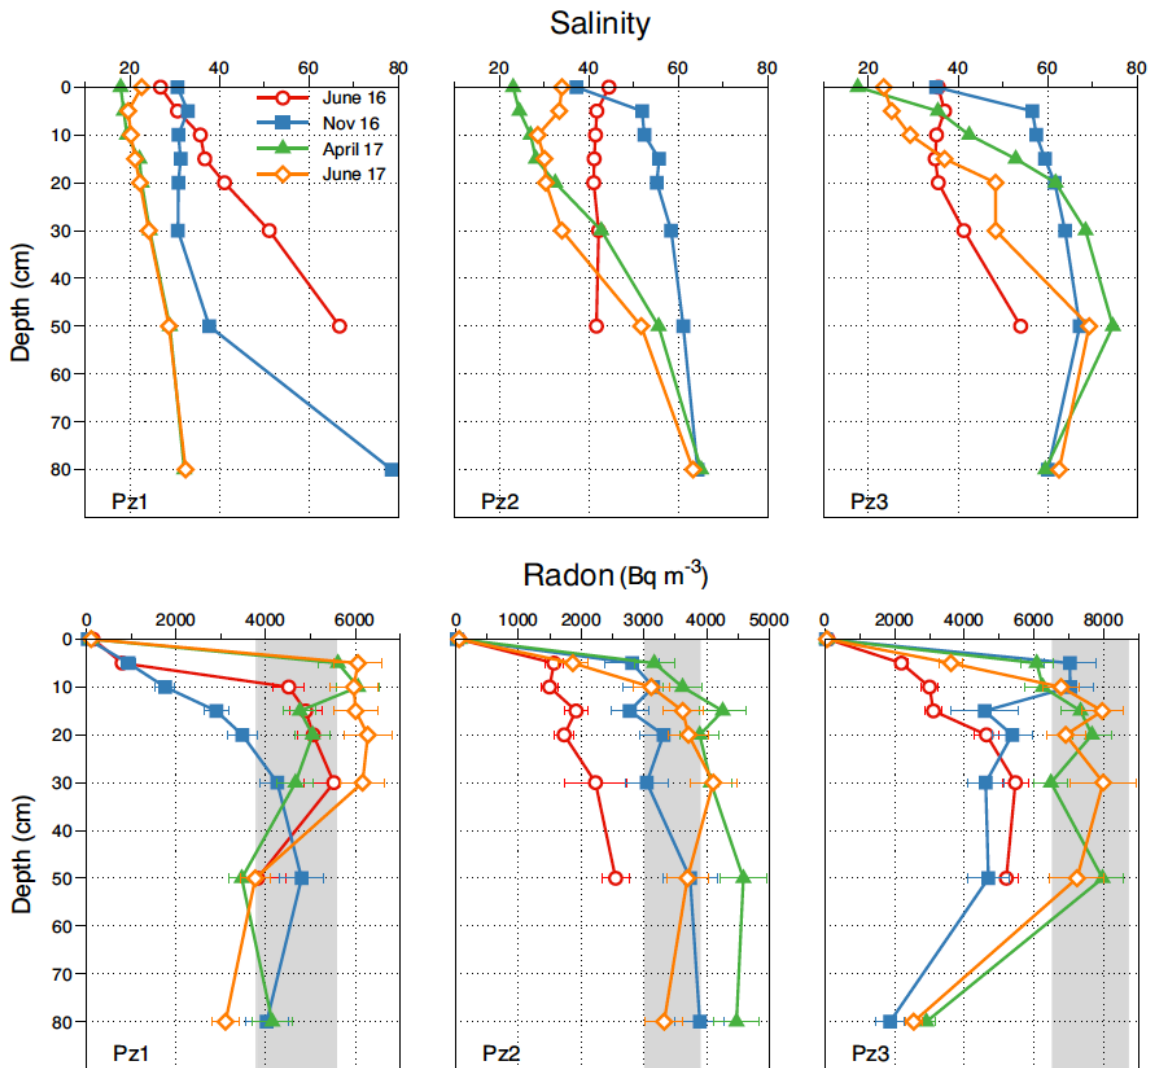 Salinity
20 40 60 80 20 40 60 80 20 40 60 80
0
10
20
30
40
50
60
70
80
Depth (cm)
June 16
Nov 16
April 17
June 17
Pz1 Pz2 Pz3
Radon (Bq m-3)
0 2000 4000 6000 0 1000 2000 3000 4000 5000 0 2000 4000 6000 8000
0
10
20
30
40
50
60
70
80
Depth (cm)
Pz1 Pz2 Pz3